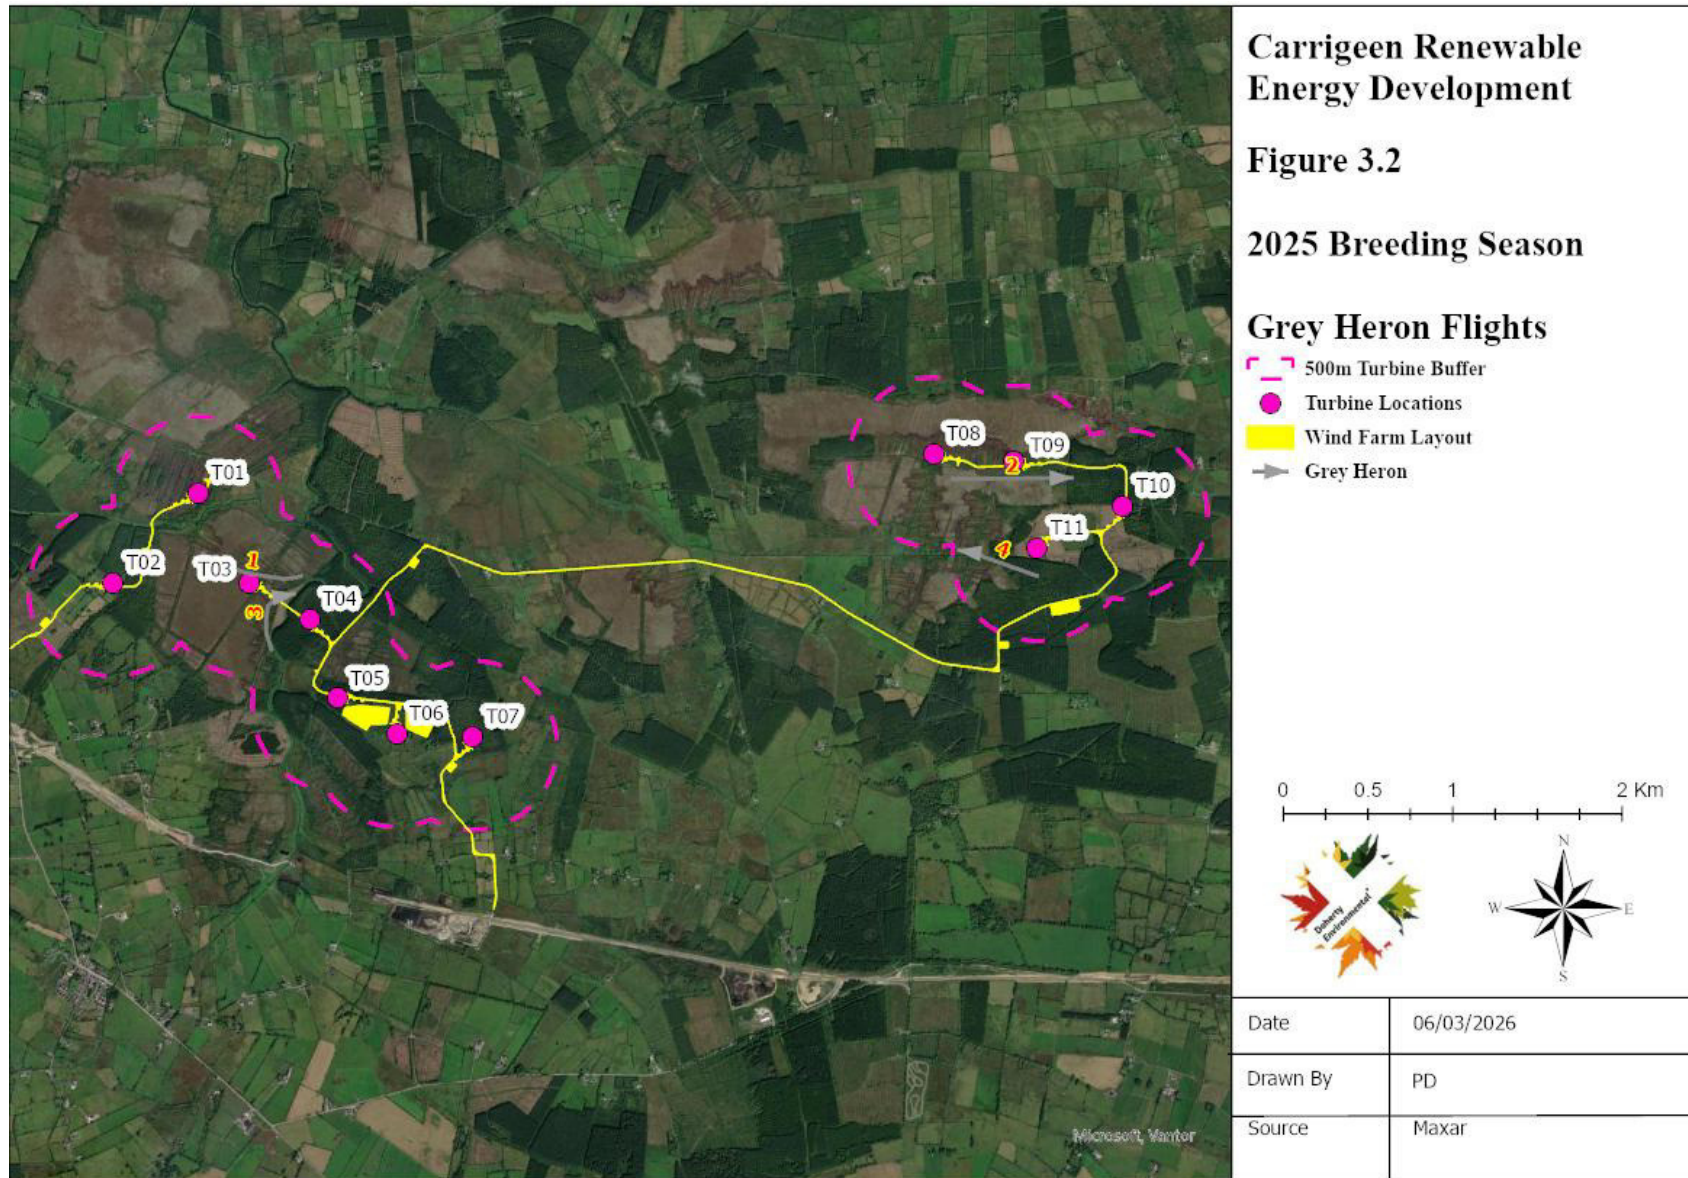 Carrigeen Renewable
Energy Development
Figure 3.2
2025 Breeding Season
Grey Heron Flights
500m Turbine Buffer
Turbine Locations
Wind Farm Layout
Grey Heron
T08
T09
2
T01
T10
T11
4
1
T02
T03
T04
3
T05
T06
T07
0 0.5 1 2 Km
N
W E
S
Doherty
Environmental
Date 06/03/2026
Drawn By PD
Source Maxar
Microsoft, Vantor